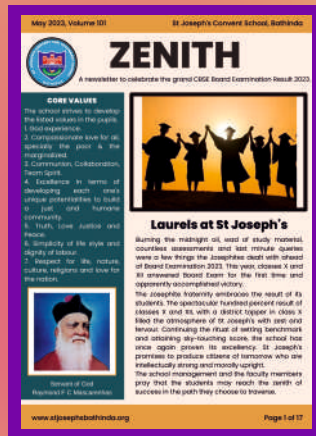 May 2023, Volume 101
St Joseph's Convent School, Bathinda
ZENITH
A newsletter to celebrate the grand CBSE Board Examination Result 2023
CORE VALUES
The school strives to develop
the listed values in the pupils.
1. God experience.
2. Compassionate love for all,
specially the poor & the
marginalized.
3. Communion, Collaboration,
Team Spirit.
4. Excellence in terms of
developing each one's
unique potentialities to build
a just and humane
community.
5. Truth, Love Justice and
Peace.
6. Simplicity of life style and
dignity of labour.
7. Respect for life, nature,
culture, religions and love for
the nation.
Servant of God
Raymond F C Mascarenhas
Laurels at St Joseph's
Burning the midnight oil, word of study material,
countless assessments and last minute queries
were a few things the Josephites dealt with ahead
of Board Examination 2023. This year, classes X and
XII answered Board Exam for the first time and
apparently accomplished victory.
The Josephite fraternity embraces the result of its
students. The spectacular hundred percent result of
classes X and XII, with a district topper in class X
filled the atmosphere of St Joseph's with zest and
fervour. Continuing the ritual of setting benchmark
and attaining sky-touching score, the school has
once again proven its excellency. St Joseph's
promises to produce citizens of tomorrow who are
intellectually strong and morally upright.
The school management and the faculty members
pray that the students may reach the zenith of
success in the path they choose to traverse.
www.stjosephsbathinda.org
Page 1 of 17